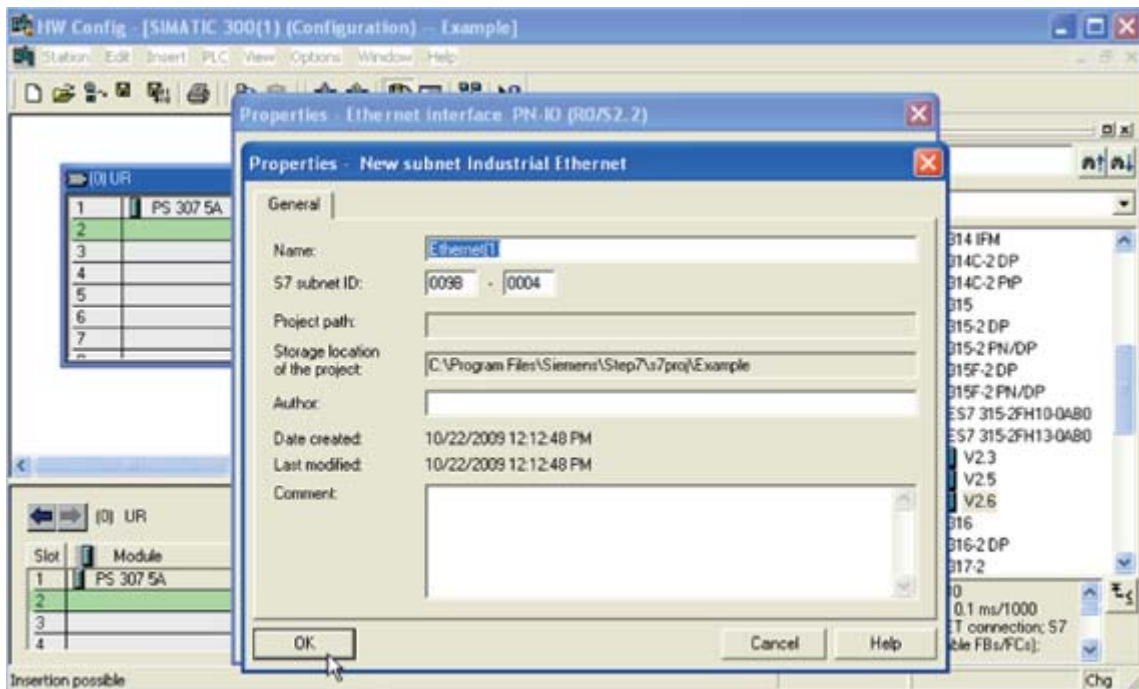 HW Config - [SIMATIC 300(1) (Configuration) -- Example]
Station Edit Insert PLC View Options Window Help
Properties - Ethernet interface PN-IO (R0/S2.2)
Properties - New subnet Industrial Ethernet
General
Name: Ethernet(1)
S7 subnet ID: 009B - 0004
Project path:
Storage location
of the project: C:\Program Files\Siemens\Step7\s7proj\Example
Author:
Date created: 10/22/2009 12:12:48 PM
Last modified: 10/22/2009 12:12:48 PM
Comment:
OK Cancel Help
(0) UR
1 PS 307 5A
2
3
4
5
6
7
(0) UR
Slot Module
1 PS 307 5A
2
3
4
314 IFM
314C-2 DP
314C-2 PtP
315
315-2 DP
315-2 PN/DP
315F-2 DP
315F-2 PN/DP
ES7 315-2FH10-0AB0
ES7 315-2FH13-0AB0
V2.3
V2.5
V2.6
316
316-2 DP
317-2
0.1 ms/1000
ET connection; S7
ble FBs/FCs);
Insertion possible
Chg